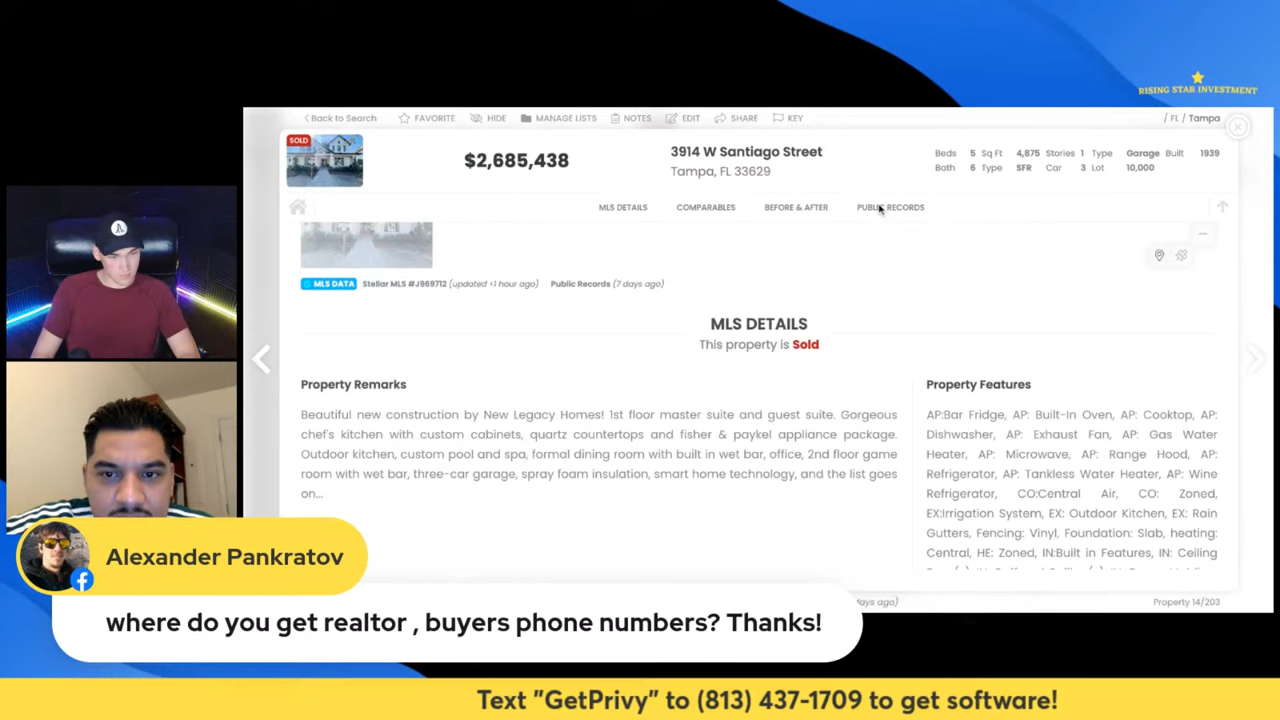 RISING STAR INVESTMENT
Back to Search
FAVORITE
HIDE
MANAGE LISTS
NOTES
EDIT
SHARE
KEY
/ FL / Tampa
SOLD
$2,685,438
3914 W Santiago Street
Tampa, FL 33629
Beds 5 Sq Ft 4,875 Stories 1 Type Garage Built 1939
Bath 6 Type SFR Car 3 Lot 10,000
MLS DETAILS
COMPARABLES
BEFORE & AFTER
PUBLIC RECORDS
MLS DATA Stellar MLS #J969712 (updated <1 hour ago) Public Records (7 days ago)
MLS DETAILS
This property is Sold
Property Remarks
Beautiful new construction by New Legacy Homes! 1st floor master suite and guest suite. Gorgeous
chef's kitchen with custom cabinets, quartz countertops and fisher & paykel appliance package.
Outdoor kitchen, custom pool and spa, formal dining room with built in wet bar, office, 2nd floor game
room with wet bar, three-car garage, spray foam insulation, smart home technology, and the list goes
on...
Property Features
AP:Bar Fridge, AP: Built-In Oven, AP: Cooktop, AP:
Dishwasher, AP: Exhaust Fan, AP: Gas Water
Heater, AP: Microwave, AP: Range Hood, AP:
Refrigerator, AP: Tankless Water Heater, AP: Wine
Refrigerator, CO:Central Air, CO: Zoned,
EX:Irrigation System, EX: Outdoor Kitchen, EX: Rain
Gutters, Fencing: Vinyl, Foundation: Slab, heating:
Central, HE: Zoned, IN:Built in Features, IN: Ceiling
days ago)
Property 14/203
Alexander Pankratov
where do you get realtor , buyers phone numbers? Thanks!
Text "GetPrivy" to (813) 437-1709 to get software!